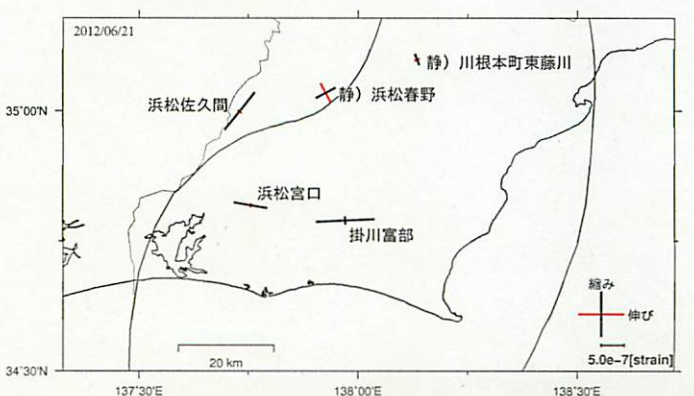 2012/06/21
静）川根本町東藤川
浜松佐久間
静）浜松春野
35°00'N
浜松宮口
掛川富部
縮み
伸び
5.0e-7[strain]
20 km
34°30'N
137°30'E
138°00'E
138°30'E